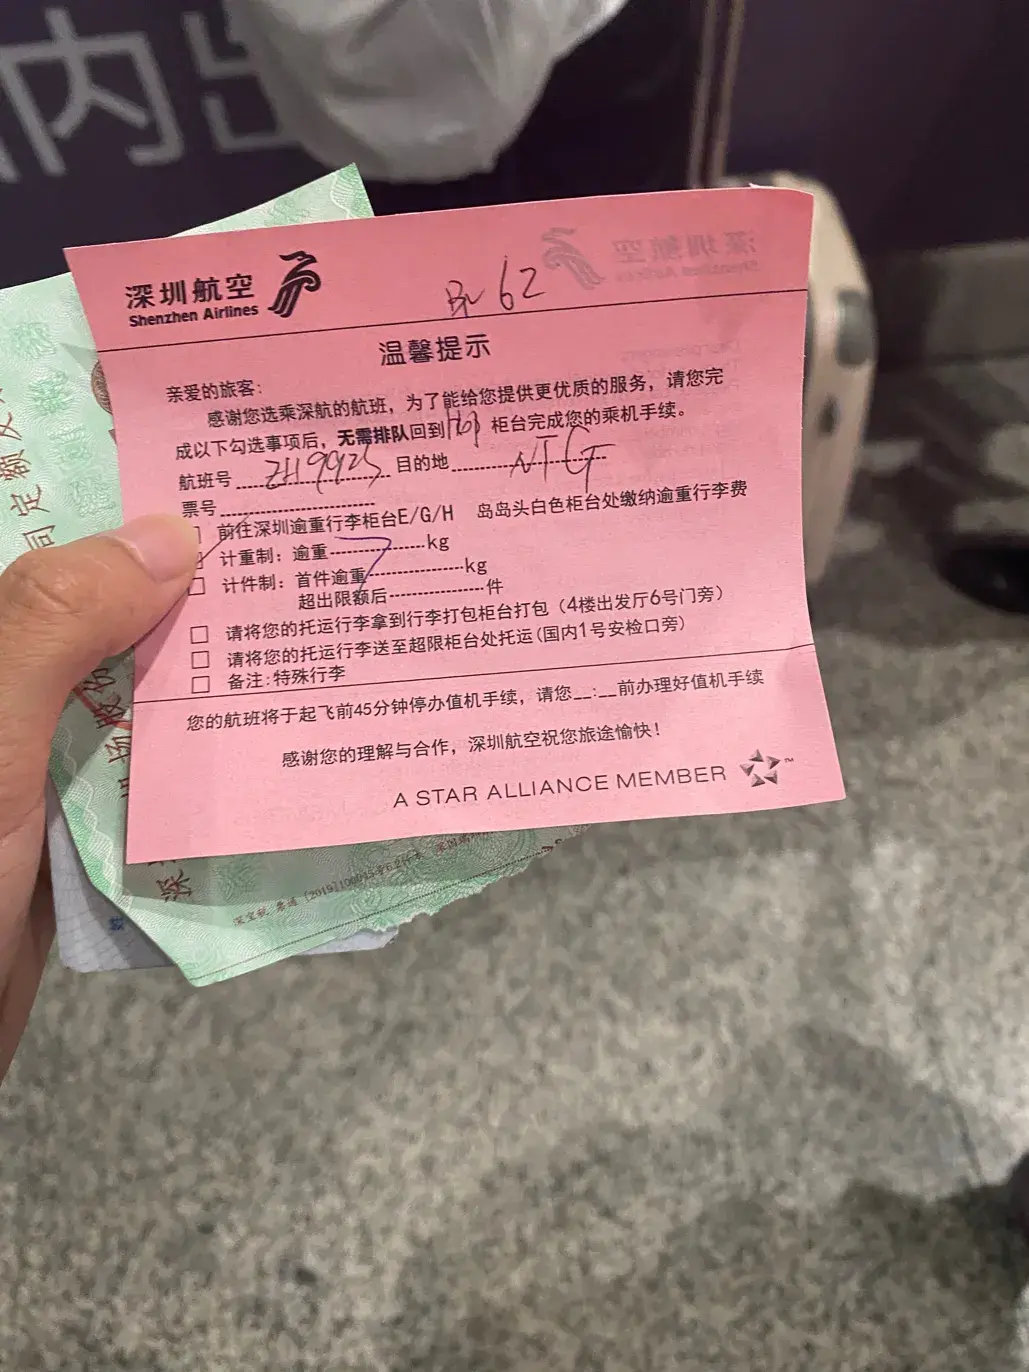 内出
深圳航空
Shenzhen Airlines
BN 62
温馨提示
亲爱的旅客：
感谢您选乘深航的航班，为了能给您提供更优质的服务，请您完
成以下勾选事项后，无需排队回到 柜台完成您的乘机手续。
航班号 ZH9925 目的地 NTG
票号
前往深圳逾重行李柜台E/G/H 岛岛头白色柜台处缴纳逾重行李费
计重制：逾重 7 kg
计件制：首件逾重 kg
超出限额后 件
请将您的托运行李拿到行李打包柜台打包（4楼出发厅6号门旁）
请将您的托运行李送至超限柜台处托运(国内1号安检口旁)
备注:特殊行李
您的航班将于起飞前45分钟停办值机手续，请您__:__前办理好值机手续
感谢您的理解与合作，深圳航空祝您旅途愉快！
A STAR ALLIANCE MEMBER